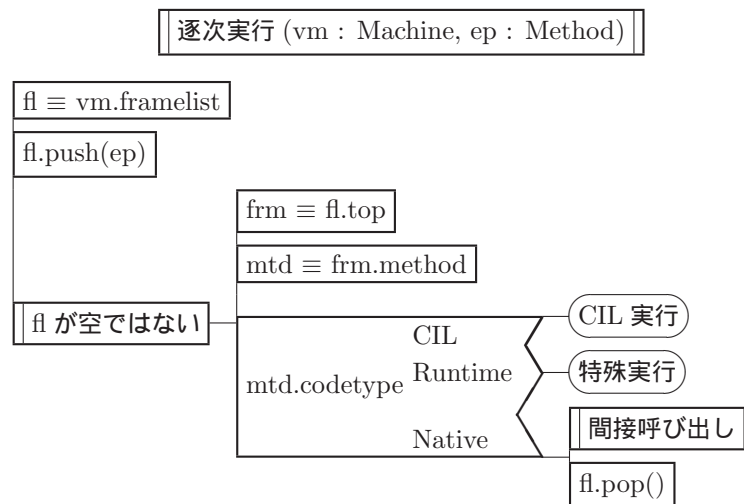 逐次実行 (vm : Machine, ep : Method)
fl ≡ vm.framelist
fl.push(ep)
frm ≡ fl.top
mtd ≡ frm.method
fl が空ではない
mtd.codetype
CIL
Runtime
Native
CIL 実行
特殊実行
間接呼び出し
fl.pop()